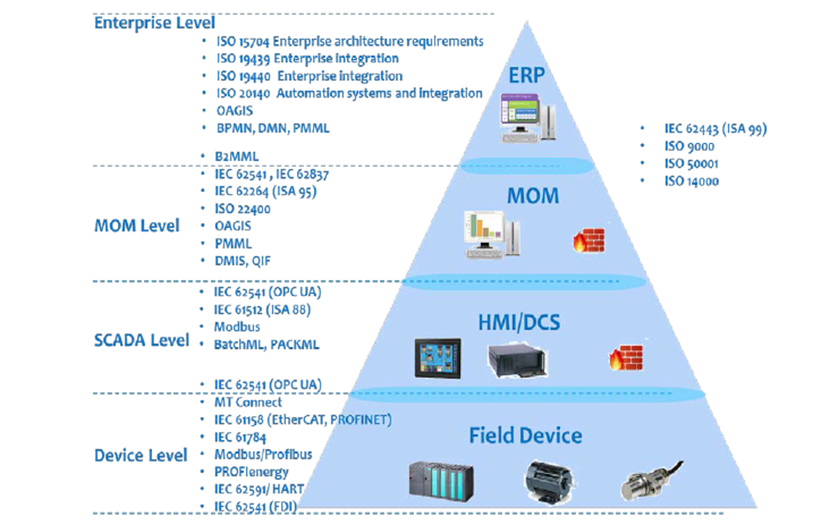 Enterprise Level
• ISO 15704 Enterprise architecture requirements
• ISO 19439 Enterprise integration
• ISO 19440 Enterprise integration
• ISO 20140 Automation systems and integration
• OAGIS
• BPMN, DMN, PMML
• B2MML
ERP
• IEC 62443 (ISA 99)
• ISO 9000
• ISO 50001
• ISO 14000
MOM Level
• IEC 62541 , IEC 62837
• IEC 62264 (ISA 95)
• ISO 22400
• OAGIS
• PMML
• DMIS, QIF
MOM
SCADA Level
• IEC 62541 (OPC UA)
• IEC 61512 (ISA 88)
• Modbus
• BatchML, PACKML
• IEC 62541 (OPC UA)
HMI/DCS
Device Level
• MT Connect
• IEC 61158 (EtherCAT, PROFINET)
• IEC 61784
• Modbus/Profibus
• PROFIenergy
• IEC 62591/ HART
• IEC 62541 (FDI)
Field Device